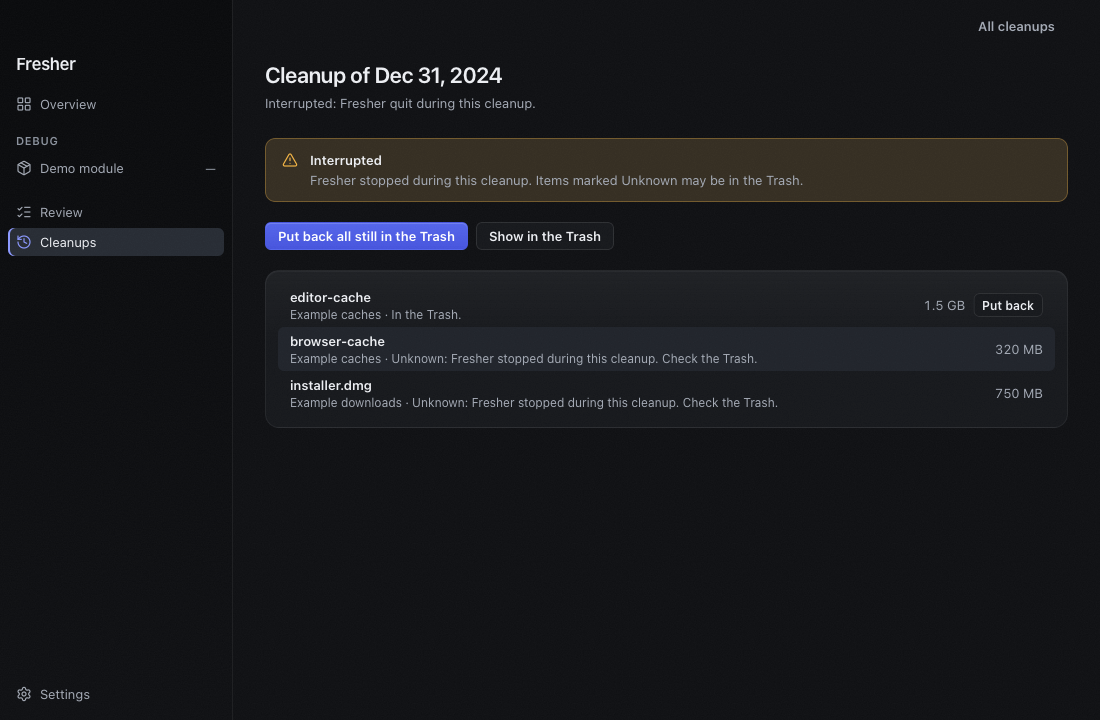 All cleanups
Fresher
Overview
DEBUG
Demo module
Review
Cleanups
Settings
Cleanup of Dec 31, 2024
Interrupted: Fresher quit during this cleanup.
Interrupted
Fresher stopped during this cleanup. Items marked Unknown may be in the Trash.
Put back all still in the Trash
Show in the Trash
editor-cache
Example caches · In the Trash.
1.5 GB
Put back
browser-cache
Example caches · Unknown: Fresher stopped during this cleanup. Check the Trash.
320 MB
installer.dmg
Example downloads · Unknown: Fresher stopped during this cleanup. Check the Trash.
750 MB